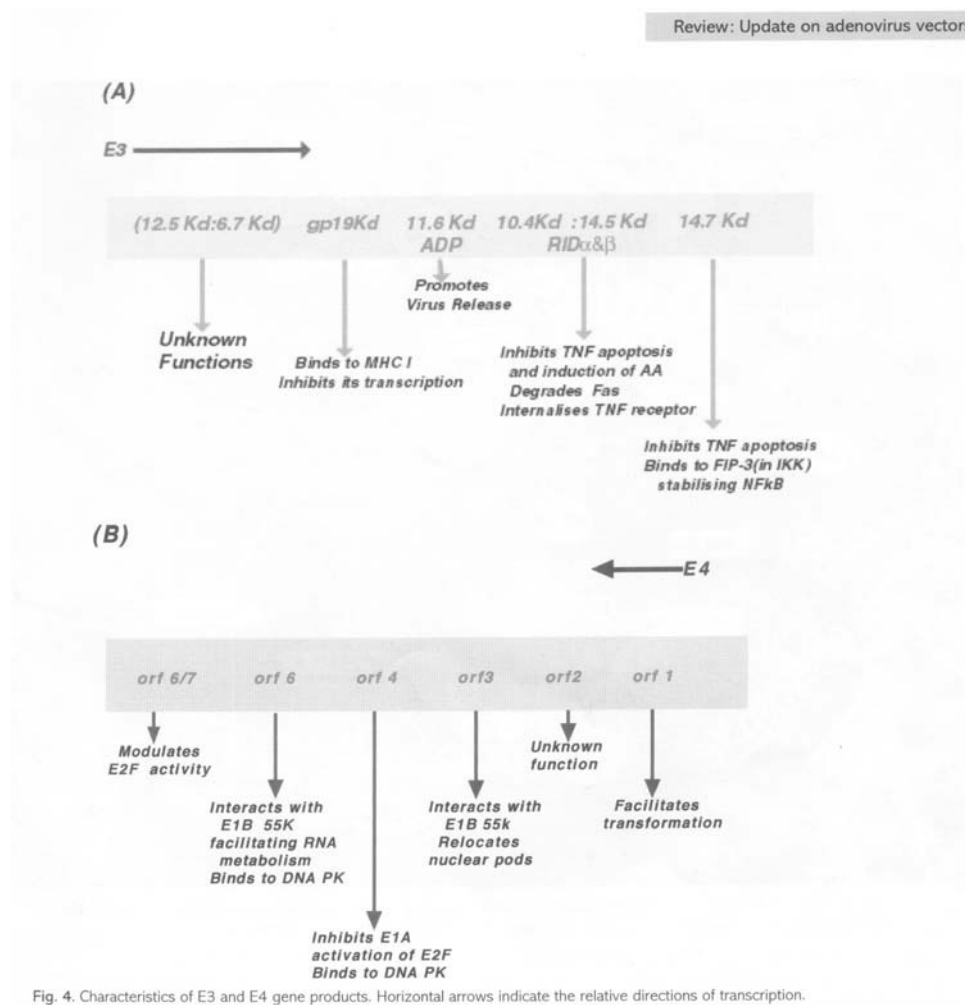 Review: Update on adenovirus vector
(A)
E3
(12.5 Kd:6.7 Kd) gp19Kd 11.6 Kd 10.4Kd :14.5 Kd 14.7 Kd
ADP RIDα&β
Promotes
Virus Release
Unknown
Functions
Binds to MHC I
Inhibits its transcription
Inhibits TNF apoptosis
and induction of AA
Degrades Fas
Internalises TNF receptor
Inhibits TNF apoptosis
Binds to FIP-3(in IKK)
stabilising NFkB
(B)
E4
orf 6/7 orf 6 orf 4 orf3 orf2 orf 1
Modulates
E2F activity
Interacts with
E1B 55K
facilitating RNA
metabolism
Binds to DNA PK
Inhibits E1A
activation of E2F
Binds to DNA PK
Interacts with
E1B 55k
Relocates
nuclear pods
Unknown
function
Facilitates
transformation
Fig. 4. Characteristics of E3 and E4 gene products. Horizontal arrows indicate the relative directions of transcription.